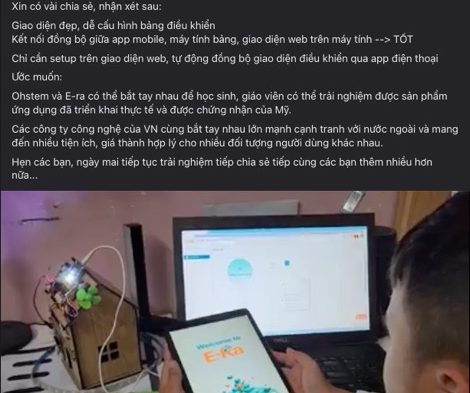 Xin có vài chia sẻ, nhận xét sau:
Giao diện đẹp, dễ cấu hình bảng điều khiển
Kết nối đồng bộ giữa app mobile, máy tính bảng, giao diện web trên máy tính --> TỐT
Chỉ cần setup trên giao diện web, tự động đồng bộ giao diện điều khiển qua app điện thoại
Ước muốn:
Ohstem và E-ra có thể bắt tay nhau để học sinh, giáo viên có thể trải nghiệm được sản phẩm
ứng dụng đã triển khai thực tế và được chứng nhận của Mỹ.
Các công ty công nghệ của VN cùng bắt tay nhau lớn mạnh cạnh tranh với nước ngoài và mang
đến nhiều tiện ích, giá thành hợp lý cho nhiều đối tượng người dùng khác nhau.
Hẹn các bạn, ngày mai tiếp tục trải nghiệm tiếp chia sẻ tiếp cùng các bạn thêm nhiều hơn
nữa...
Welcome to
E-Ra
DELL